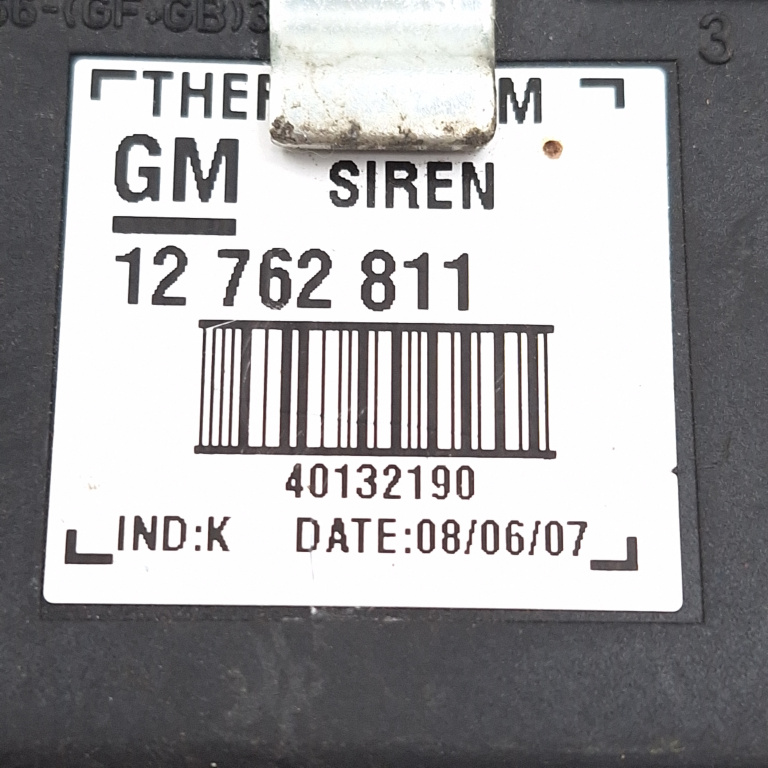 3
GM SIREN
12 762 811
40132190
IND:K DATE:08/06/07